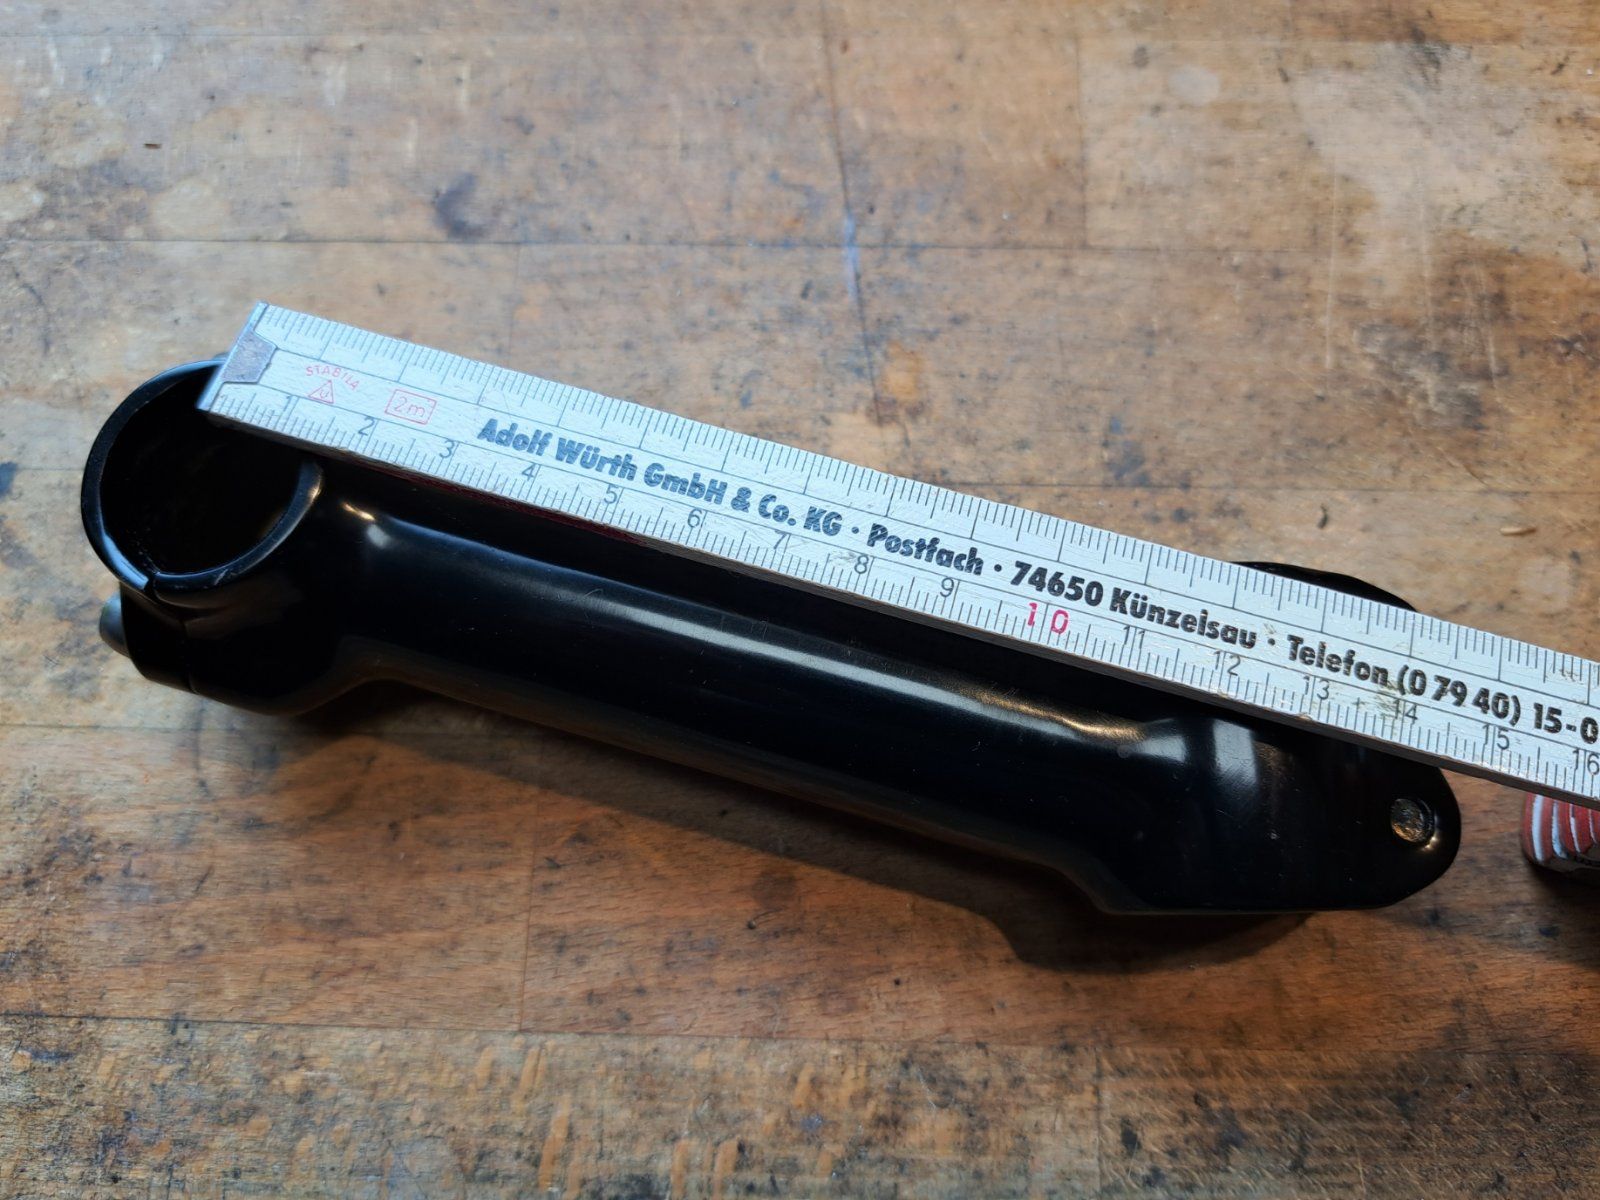 STABILA
2m
Adolf Würth GmbH & Co. KG · Postfach · 74650 Künzelsau · Telefon (0 79 40) 15-0
1 2 3 4 5 6 7 8 9 10 11 12 13 14 15 16